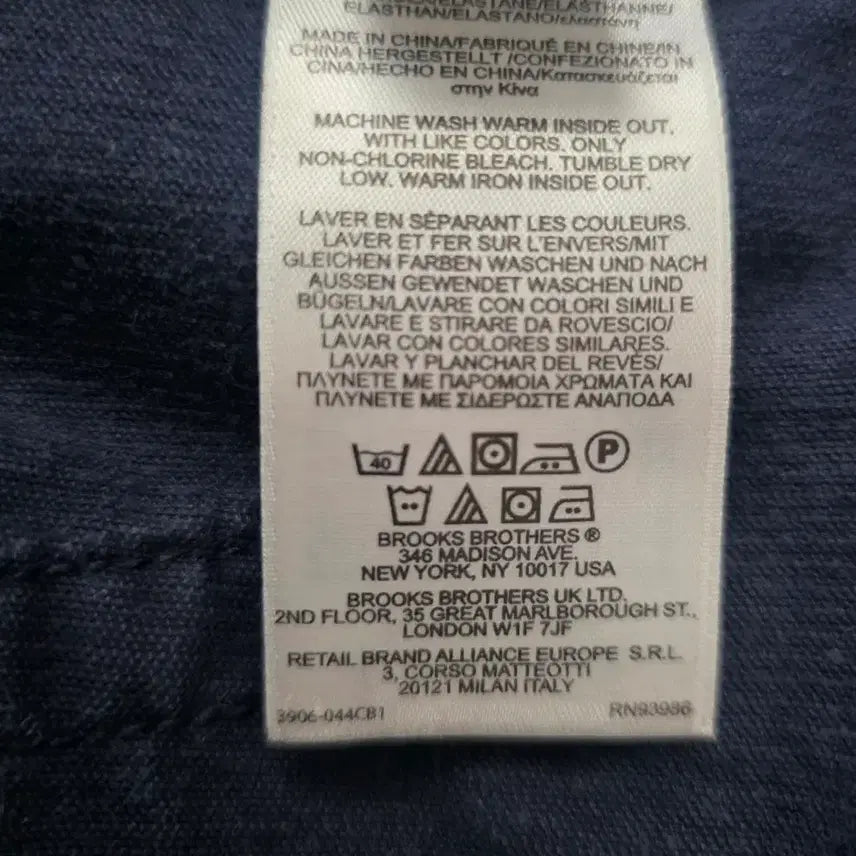 ELASTANE/ELASTHANNE/
ELASTHAN/ELASTANO/ελαστάνη
MADE IN CHINA/FABRIQUÉ EN CHINE/IN
CHINA HERGESTELLT /CONFEZIONATO IN
CINA/HECHO EN CHINA/Κατασκευάζεται
στην Κίνα
MACHINE WASH WARM INSIDE OUT,
WITH LIKE COLORS. ONLY
NON-CHLORINE BLEACH. TUMBLE DRY
LOW. WARM IRON INSIDE OUT.
LAVER EN SÉPARANT LES COULEURS.
LAVER ET FER SUR L'ENVERS/MIT
GLEICHEN FARBEN WASCHEN UND NACH
AUSSEN GEWENDET WASCHEN UND
BÜGELN/LAVARE CON COLORI SIMILI E
LAVARE E STIRARE DA ROVESCIO/
LAVAR CON COLORES SIMILARES.
LAVAR Y PLANCHAR DEL REVÉS/
ΠΛΥΝΕΤΕ ΜΕ ΠΑΡΟΜΟΙΑ ΧΡΩΜΑΤΑ ΚΑΙ
ΠΛΥΝΕΤΕ ΜΕ ΣΙΔΕΡΩΣΤΕ ΑΝΑΠΟΔΑ
40 P
BROOKS BROTHERS ®
346 MADISON AVE.
NEW YORK, NY 10017 USA
BROOKS BROTHERS UK LTD.
2ND FLOOR, 35 GREAT MARLBOROUGH ST.,
LONDON W1F 7JF
RETAIL BRAND ALLIANCE EUROPE S.R.L.
3, CORSO MATTEOTTI
20121 MILAN ITALY
3906-044CB1 RN93986